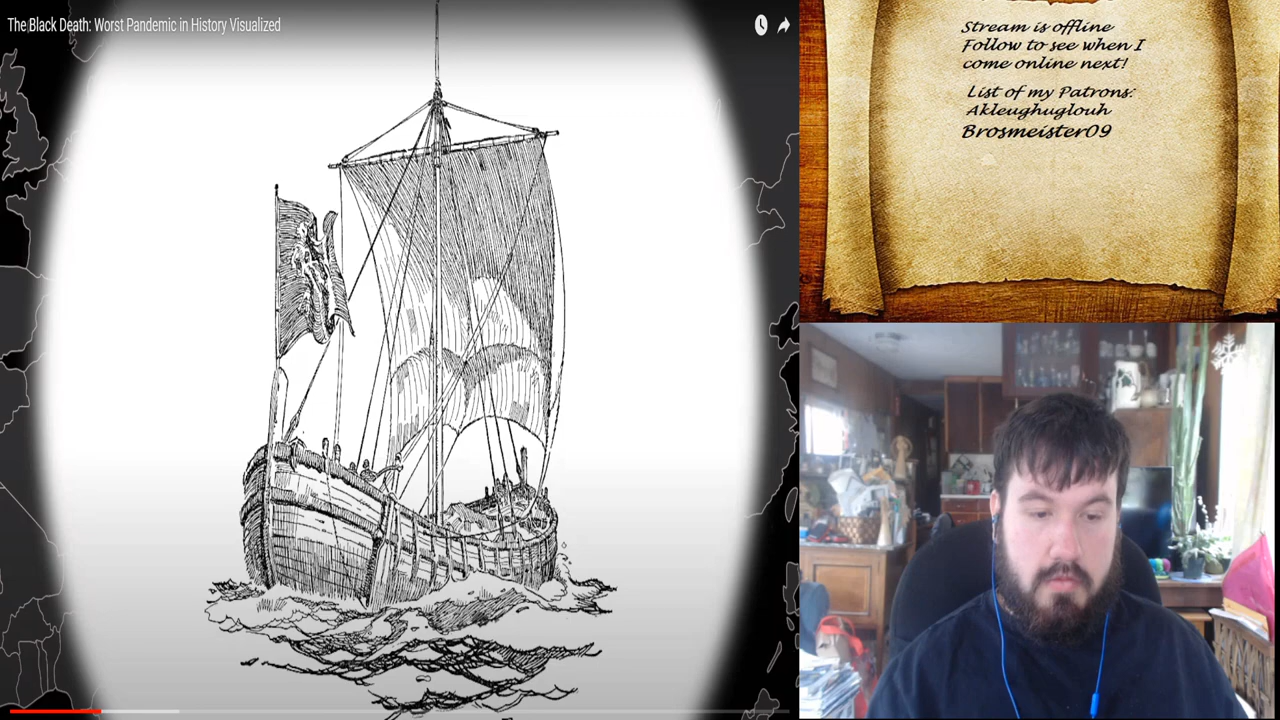 The Black Death: Worst Pandemic in History Visualized
Stream is offline
Follow to see when I
come online next!
List of my Patrons:
Akleughuglouh
Brosmeister09